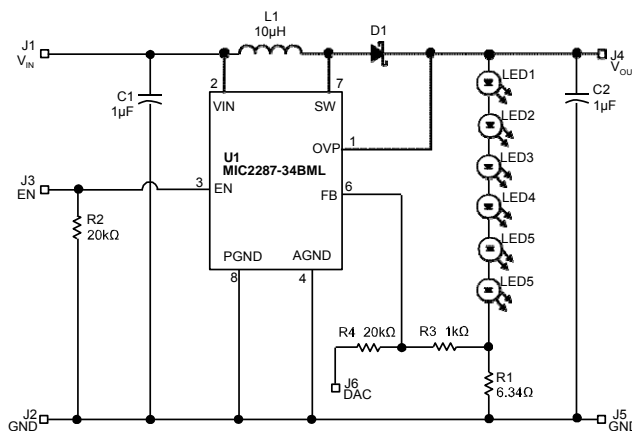 L1
10µH
D1
J1
VIN
J4
VOU
2
7
VIN
SW
C1
1µF
LED1
C2
1µF
LED2
OVP
1
U1
MIC2287-34BML
LED3
J3
EN
3
EN
FB
6
LED4
R2
20kΩ
LED5
PGND
AGND
8
4
LED5
R4 20kΩ
R3 1kΩ
J6
DAC
R1
6.34Ω
J2
GND
J5
GND